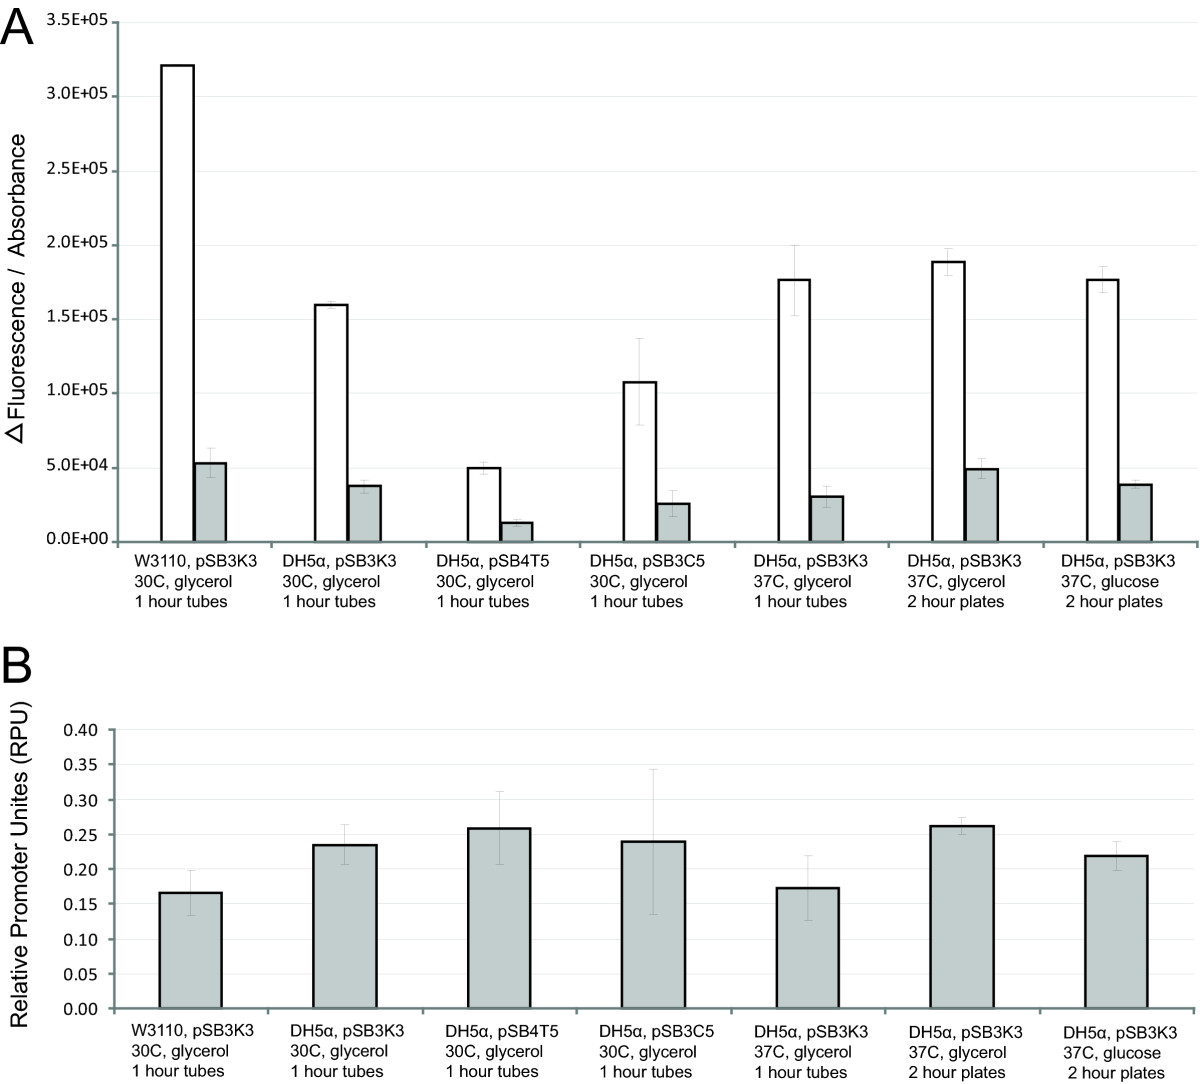 A
△Fluorescence / Absorbance
3.5E+05
3.0E+05
2.5E+05
2.0E+05
1.5E+05
1.0E+05
5.0E+04
0.0E+00
W3110, pSB3K3
30C, glycerol
1 hour tubes
DH5α, pSB3K3
30C, glycerol
1 hour tubes
DH5α, pSB4T5
30C, glycerol
1 hour tubes
DH5α, pSB3C5
30C, glycerol
1 hour tubes
DH5α, pSB3K3
37C, glycerol
1 hour tubes
DH5α, pSB3K3
37C, glycerol
2 hour plates
DH5α, pSB3K3
37C, glucose
2 hour plates
B
Relative Promoter Unites (RPU)
0.40
0.35
0.30
0.25
0.20
0.15
0.10
0.05
0.00
W3110, pSB3K3
30C, glycerol
1 hour tubes
DH5α, pSB3K3
30C, glycerol
1 hour tubes
DH5α, pSB4T5
30C, glycerol
1 hour tubes
DH5α, pSB3C5
30C, glycerol
1 hour tubes
DH5α, pSB3K3
37C, glycerol
1 hour tubes
DH5α, pSB3K3
37C, glycerol
2 hour plates
DH5α, pSB3K3
37C, glucose
2 hour plates